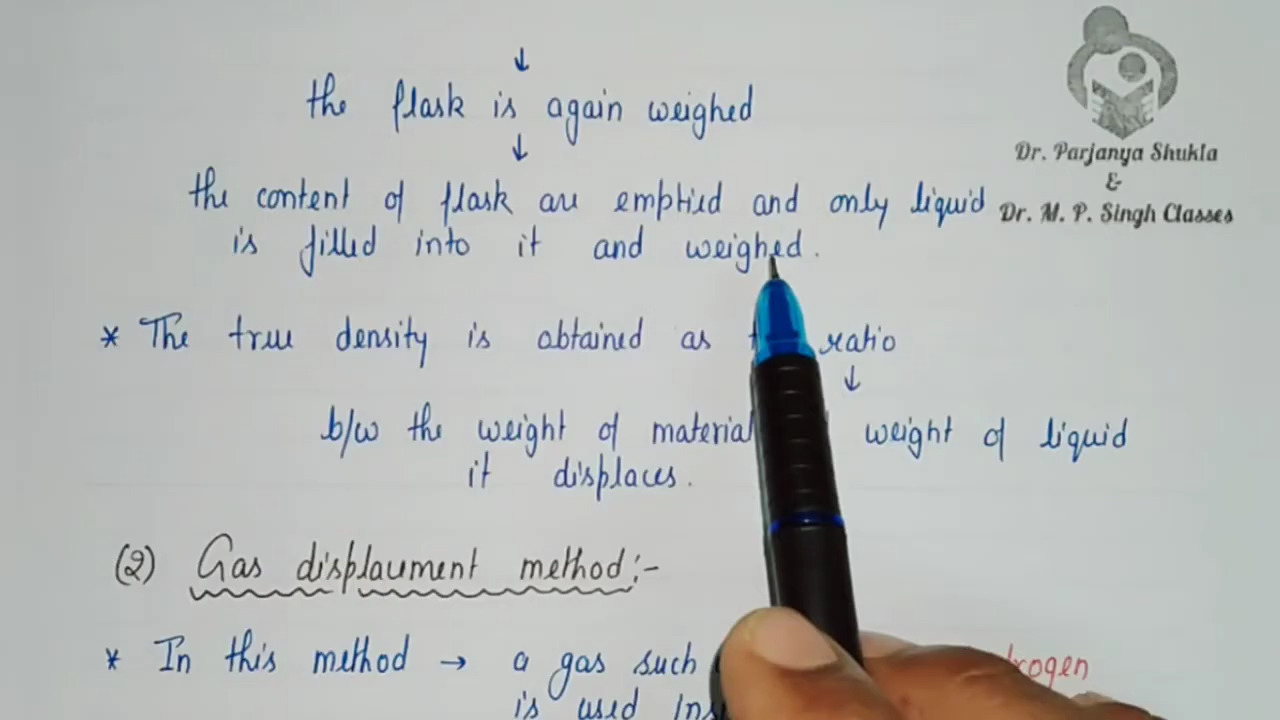 ↓
the flask is again weighed
↓
the content of flask are emptied and only liquid
is filled into it and weighed.
* The true density is obtained as ratio
↓
b/w the weight of material weight of liquid
it displaces.
(2) Gas displacement method:-
* In this method → a gas such
is used
Dr. Parjanya Shukla
&
Dr. M. P. Singh Classes